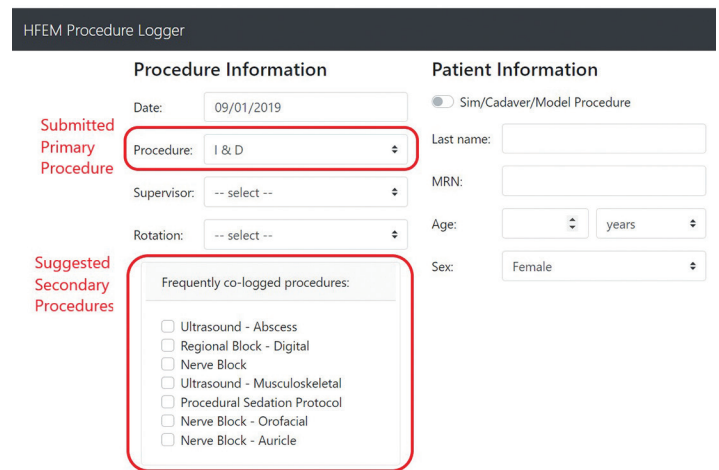 HFEM Procedure Logger
Procedure Information
Date: 09/01/2019
Submitted
Primary
Procedure
Procedure: I & D
Supervisor: -- select --
Rotation: -- select --
Suggested
Secondary
Procedures
Frequently co-logged procedures:
Ultrasound - Abscess
Regional Block - Digital
Nerve Block
Ultrasound - Musculoskeletal
Procedural Sedation Protocol
Nerve Block - Orofacial
Nerve Block - Auricle
Patient Information
Sim/Cadaver/Model Procedure
Last name:
MRN:
Age: years
Sex: Female